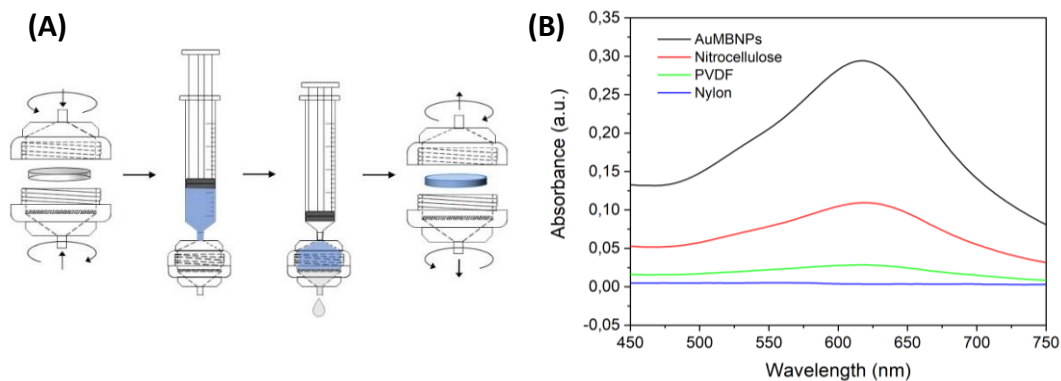 (A)
(B)
Absorbance (a.u.)
0,35
0,30
0,25
0,20
0,15
0,10
0,05
0,00
-0,05
AuMBNPs
Nitrocellulose
PVDF
Nylon
450 500 550 600 650 700 750
Wavelength (nm)